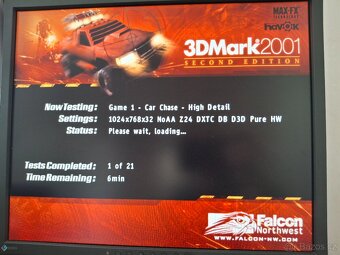 MAX-FX
TECHNOLOGY
havok
3DMark2001
SECOND EDITION
Now Testing: Game 1 - Car Chase - High Detail
Settings: 1024x768x32 NoAA Z24 DXTC DB D3D Pure HW
Status: Please wait, loading...
Tests Completed: 1 of 21
Time Remaining: 6min
Falcon
Northwest
WWW.FALCON-NW.COM